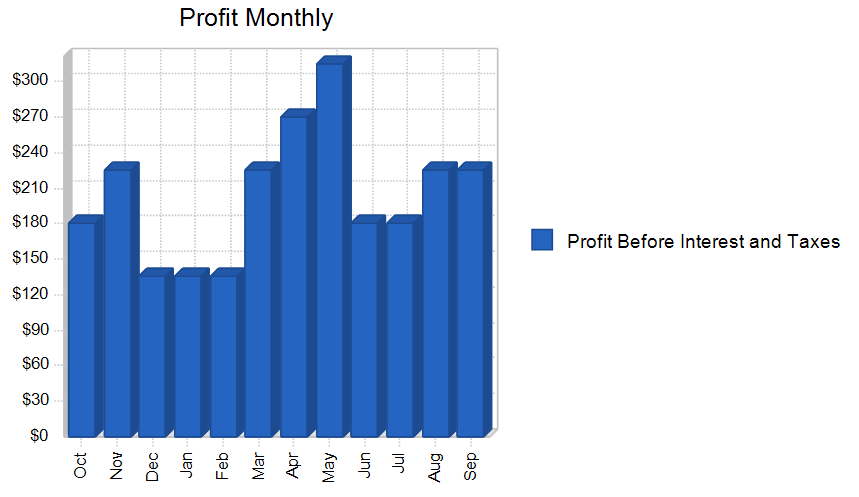 Profit Monthly
$300
$270
$240
$210
$180
$150
$120
$90
$60
$30
$0
Oct
Nov
Dec
Jan
Feb
Mar
Apr
May
Jun
Jul
Aug
Sep
Profit Before Interest and Taxes